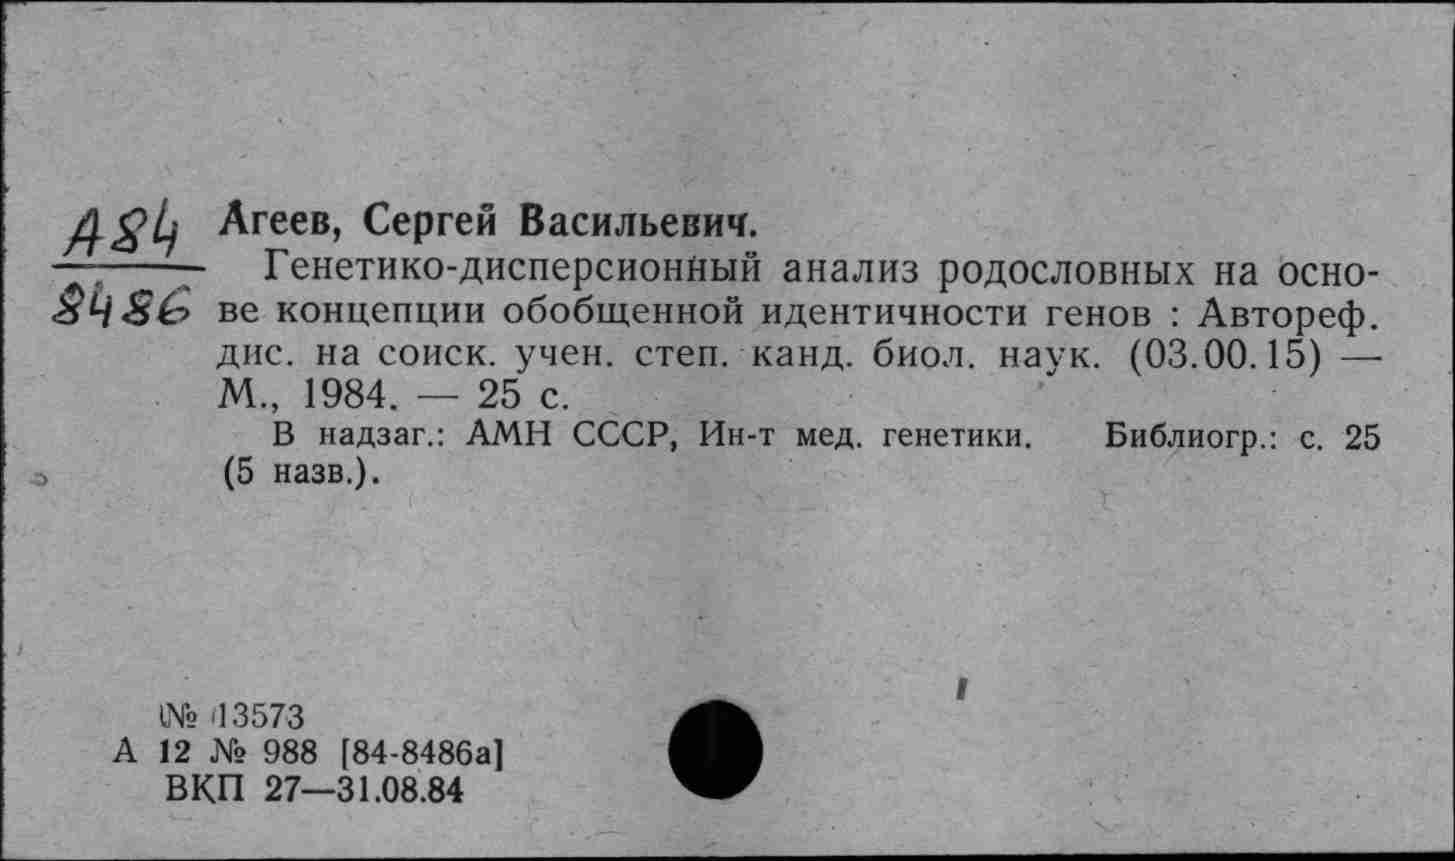 А84
8486
Агеев, Сергей Васильевич.
Генетико-дисперсионный анализ родословных на осно-
ве концепции обобщенной идентичности генов : Автореф.
дис. на соиск. учен. степ. канд. биол. наук. (03.00.15) —
М., 1984. — 25 с.
В надзаг.: АМН СССР, Ин-т мед. генетики. Библиогр.: с. 25
(5 назв.).
№ 13573
А 12 № 988 [84-8486а]
ВКП 27—31.08.84